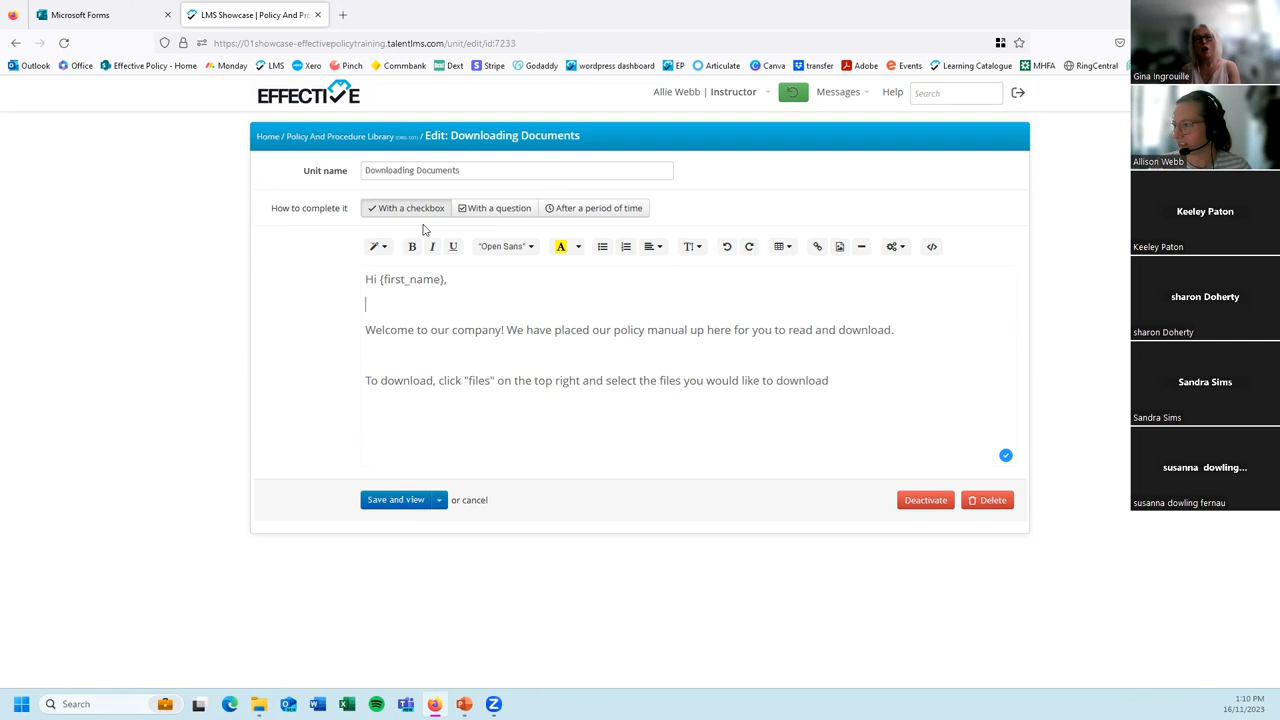 Microsoft Forms
LMS Showcase | Policy And Pro
https://01showcase-effectivepolicytraining.talentlms.com/unit/edit/id:7233
Outlook
Office
Effective Policy - Home
Monday
LMS
Xero
Pinch
Commbank
Dext
Stripe
Godaddy
wordpress dashboard
EP
Articulate
Canva
transfer
Adobe
Events
Learning Catalogue
MHFA
RingCentral
EFFECTIVE
Allie Webb | Instructor
Messages
Help
Search
Home / Policy And Procedure Library (ORG-101) / Edit: Downloading Documents
Unit name
Downloading Documents
How to complete it
With a checkbox
With a question
After a period of time
B I U
"Open Sans"
A
Hi {first_name},
Welcome to our company! We have placed our policy manual up here for you to read and download.
To download, click "files" on the top right and select the files you would like to download
Save and view
or cancel
Deactivate
Delete
Gina Ingrouille
Allison Webb
Keeley Paton
Keeley Paton
sharon Doherty
sharon Doherty
Sandra Sims
Sandra Sims
susanna dowling...
susanna dowling fernau
Search
1:10 PM
16/11/2023